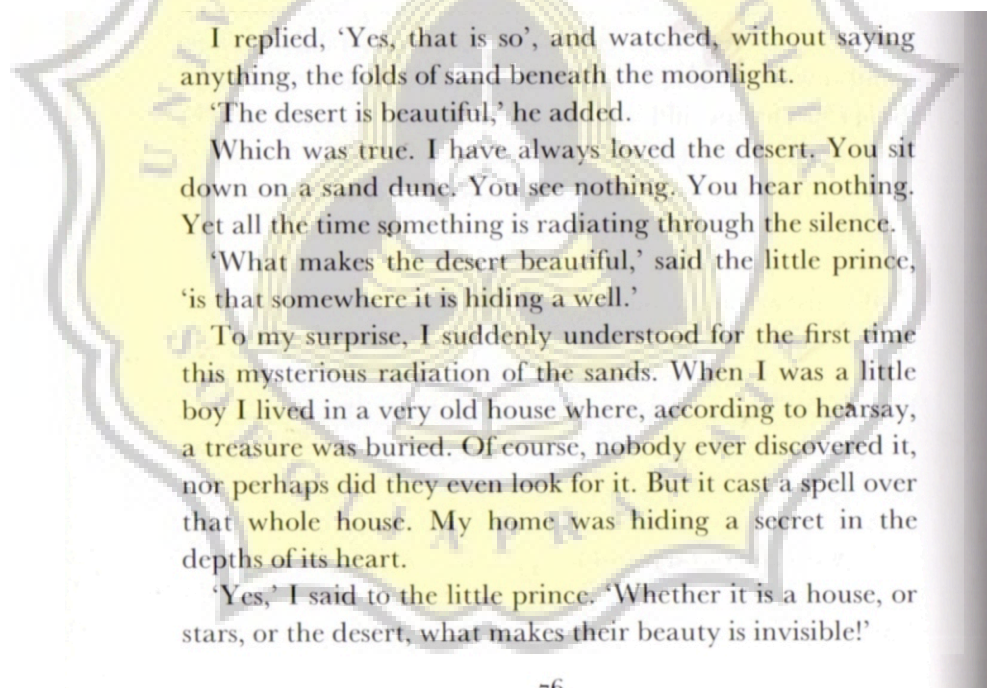 I replied, ‘Yes, that is so’, and watched, without saying
anything, the folds of sand beneath the moonlight.
‘The desert is beautiful,’ he added.
Which was true. I have always loved the desert. You sit
down on a sand dune. You see nothing. You hear nothing.
Yet all the time something is radiating through the silence.
‘What makes the desert beautiful,’ said the little prince,
‘is that somewhere it is hiding a well.’
To my surprise, I suddenly understood for the first time
this mysterious radiation of the sands. When I was a little
boy I lived in a very old house where, according to hearsay,
a treasure was buried. Of course, nobody ever discovered it,
nor perhaps did they even look for it. But it cast a spell over
that whole house. My home was hiding a secret in the
depths of its heart.
‘Yes,’ I said to the little prince. ‘Whether it is a house, or
stars, or the desert, what makes their beauty is invisible!’